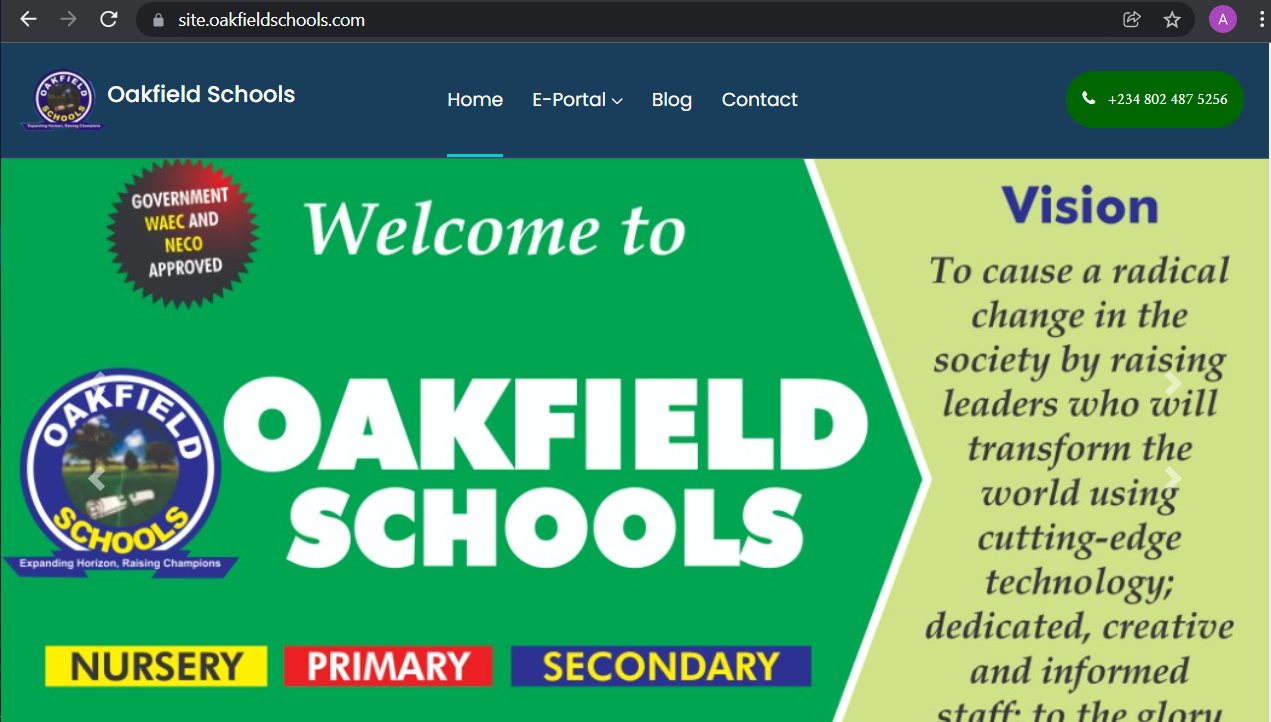 site.oakfieldschools.com
A
OAKFIELD
SCHOOLS
Expanding Horizon, Raising Champions
Oakfield Schools
Home
E-Portal
Blog
Contact
+234 802 487 5256
GOVERNMENT
WAEC AND
NECO
APPROVED
Welcome to
OAKFIELD
SCHOOLS
Expanding Horizon, Raising Champions
OAKFIELD
SCHOOLS
NURSERY
PRIMARY
SECONDARY
Vision
To cause a radical
change in the
society by raising
leaders who will
transform the
world using
cutting-edge
technology;
dedicated, creative
and informed
staff; to the glory